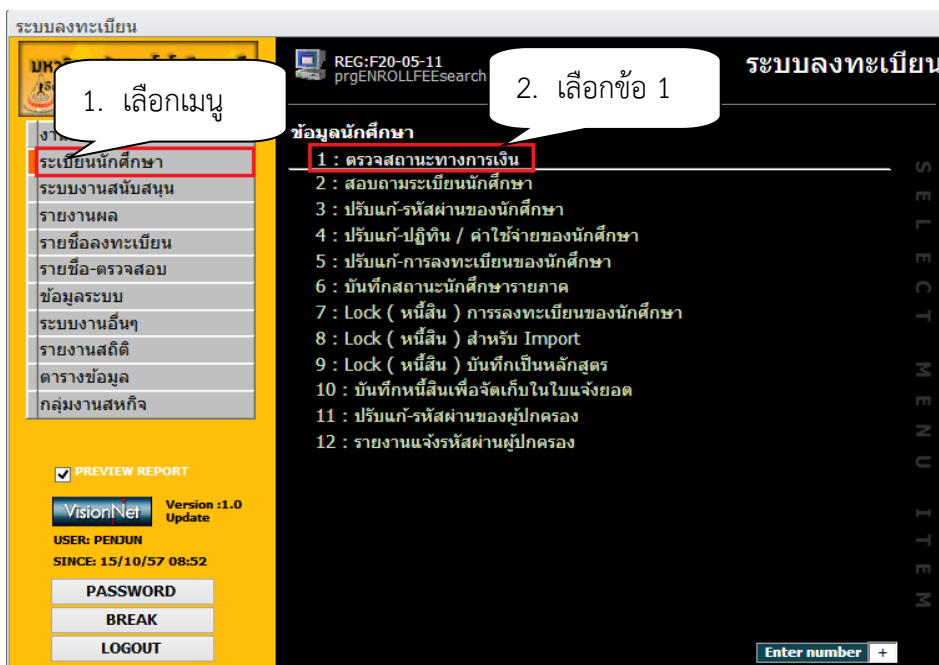 ระบบลงทะเบียน
REG:F20-05-11
prgENROLLFEEsearch
ระบบลงทะเบียน
1. เลือกเมนู
2. เลือกข้อ 1
ระเบียนนักศึกษา
ระบบงานสนับสนุน
รายงานผล
รายชื่อลงทะเบียน
รายชื่อ-ตรวจสอบ
ข้อมูลระบบ
ระบบงานอื่นๆ
รายงานสถิติ
ตารางข้อมูล
กลุ่มงานสหกิจ
PREVIEW REPORT
VisionNet
Version :1.0
Update
USER: PENJUN
SINCE: 15/10/57 08:52
PASSWORD
BREAK
LOGOUT
ข้อมูลนักศึกษา
1 : ตรวจสถานะทางการเงิน
2 : สอบถามระเบียนนักศึกษา
3 : ปรับแก้-รหัสผ่านของนักศึกษา
4 : ปรับแก้-ปฏิทิน / ค่าใช้จ่ายของนักศึกษา
5 : ปรับแก้-การลงทะเบียนของนักศึกษา
6 : บันทึกสถานะนักศึกษารายภาค
7 : Lock ( หนี้สิน ) การรลงทะเบียนของนักศึกษา
8 : Lock ( หนี้สิน ) สำหรับ Import
9 : Lock ( หนี้สิน ) บันทึกเป็นหลักสูตร
10 : บันทึกหนี้สินเพื่อจัดเก็บในใบแจ้งยอด
11 : ปรับแก้-รหัสผ่านของผู้ปกครอง
12 : รายงานแจ้งรหัสผ่านผู้ปกครอง
SELECT MENU ITEM
Enter number +